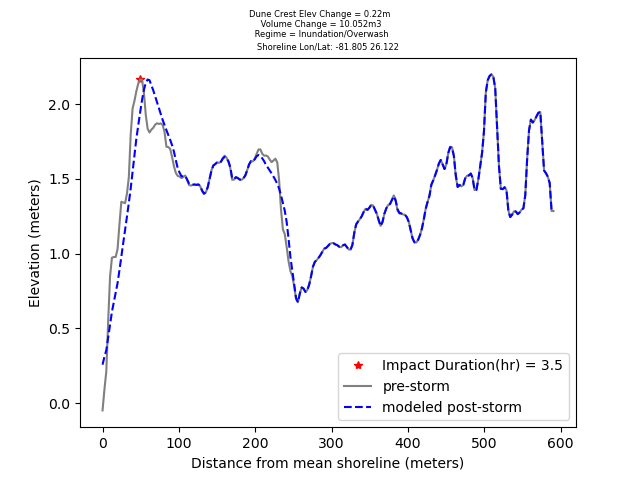 Dune Crest Elev Change = 0.22m
Volume Change = 10.052m3
Regime = Inundation/Overwash
Shoreline Lon/Lat: -81.805 26.122
2.0
1.5
1.0
0.5
0.0
Elevation (meters)
Impact Duration(hr) = 3.5
pre-storm
modeled post-storm
0 100 200 300 400 500 600
Distance from mean shoreline (meters)